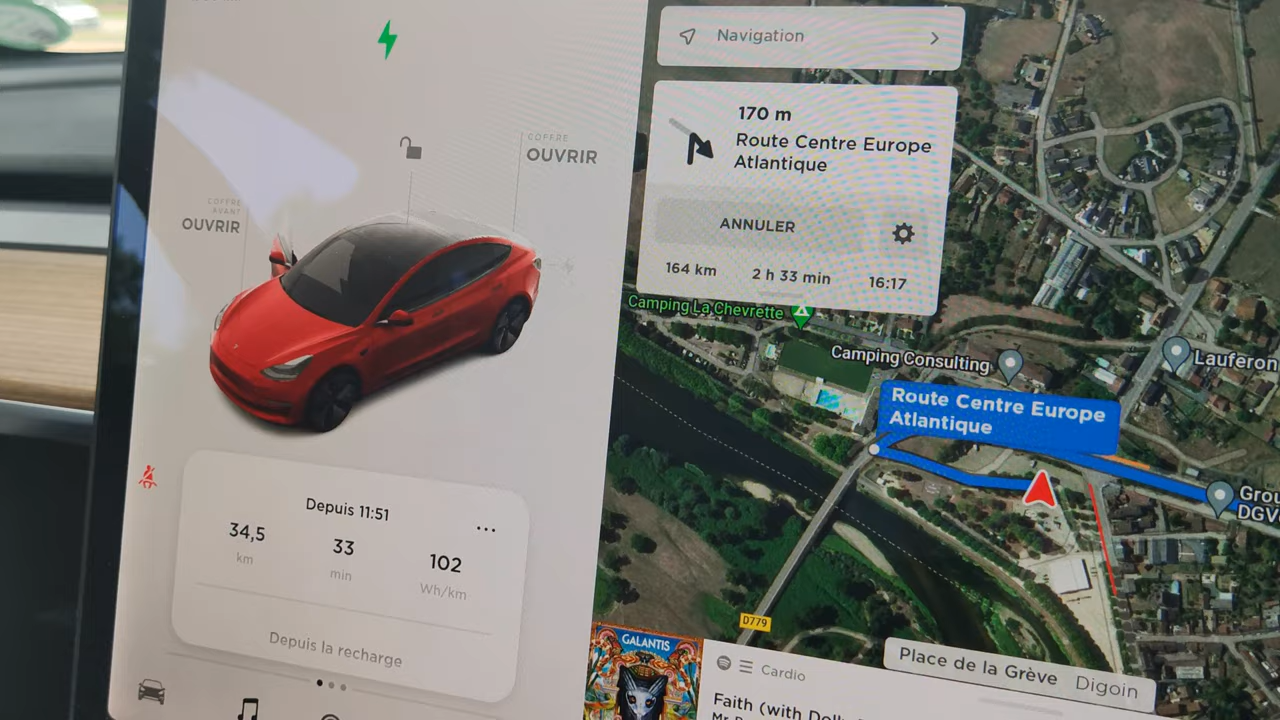 COFFRE
OUVRIR
COFFRE
AVANT
OUVRIR
Depuis 11:51
34,5
km
33
min
102
Wh/km
Depuis la recharge
Navigation
170 m
Route Centre Europe
Atlantique
ANNULER
164 km
2 h 33 min
16:17
Camping La Chevrette
Camping Consulting
Lauferon
Route Centre Europe
Atlantique
Grou
DGV
D779
Place de la Grève Digoin
GALANTIS
Cardio
Faith (with